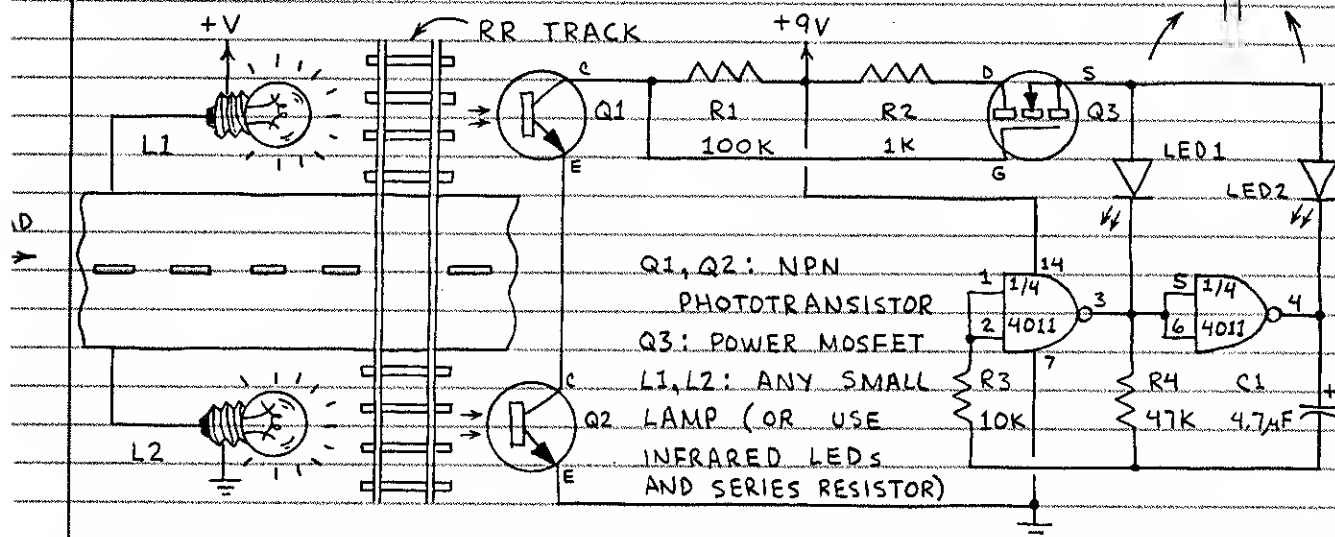 +V
RR TRACK
+9V
C
D
S
Q1
R1
R2
Q3
L1
100K
1K
LED1
E
G
LED2
Q1, Q2: NPN
PHOTOTRANSISTOR
Q3: POWER MOSFET
L1, L2: ANY SMALL
LAMP (OR USE
INFRARED LEDs
AND SERIES RESISTOR)
14
1
1/4
3
2
4011
7
5
1/4
4
6
4011
C
R3
10K
R4
47K
C1
+
4.7µF
Q2
L2
E